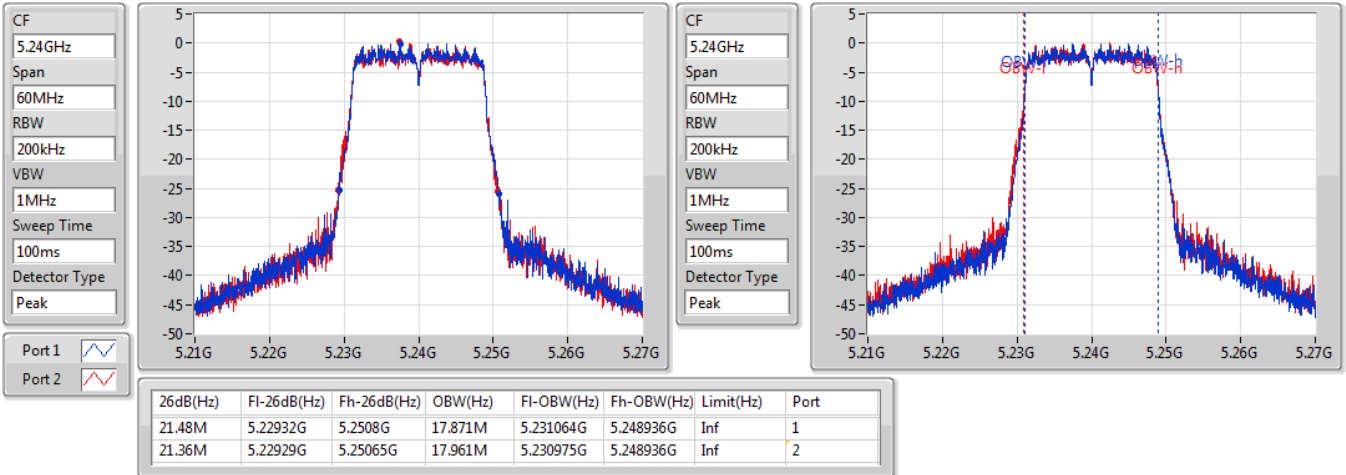 CF
5.24GHz
Span
60MHz
RBW
200kHz
VBW
1MHz
Sweep Time
100ms
Detector Type
Peak
Port 1
Port 2
5
0
-5
-10
-15
-20
-25
-30
-35
-40
-45
-50
5.21G 5.22G 5.23G 5.24G 5.25G 5.26G 5.27G
CF
5.24GHz
Span
60MHz
RBW
200kHz
VBW
1MHz
Sweep Time
100ms
Detector Type
Peak
5
0
-5
-10
-15
-20
-25
-30
-35
-40
-45
-50
OBW-h
OBW-l OBW-h
5.21G 5.22G 5.23G 5.24G 5.25G 5.26G 5.27G
26dB(Hz) Fl-26dB(Hz) Fh-26dB(Hz) OBW(Hz) Fl-OBW(Hz) Fh-OBW(Hz) Limit(Hz) Port
21.48M 5.22932G 5.2508G 17.871M 5.231064G 5.248936G Inf 1
21.36M 5.22929G 5.25065G 17.961M 5.230975G 5.248936G Inf 2